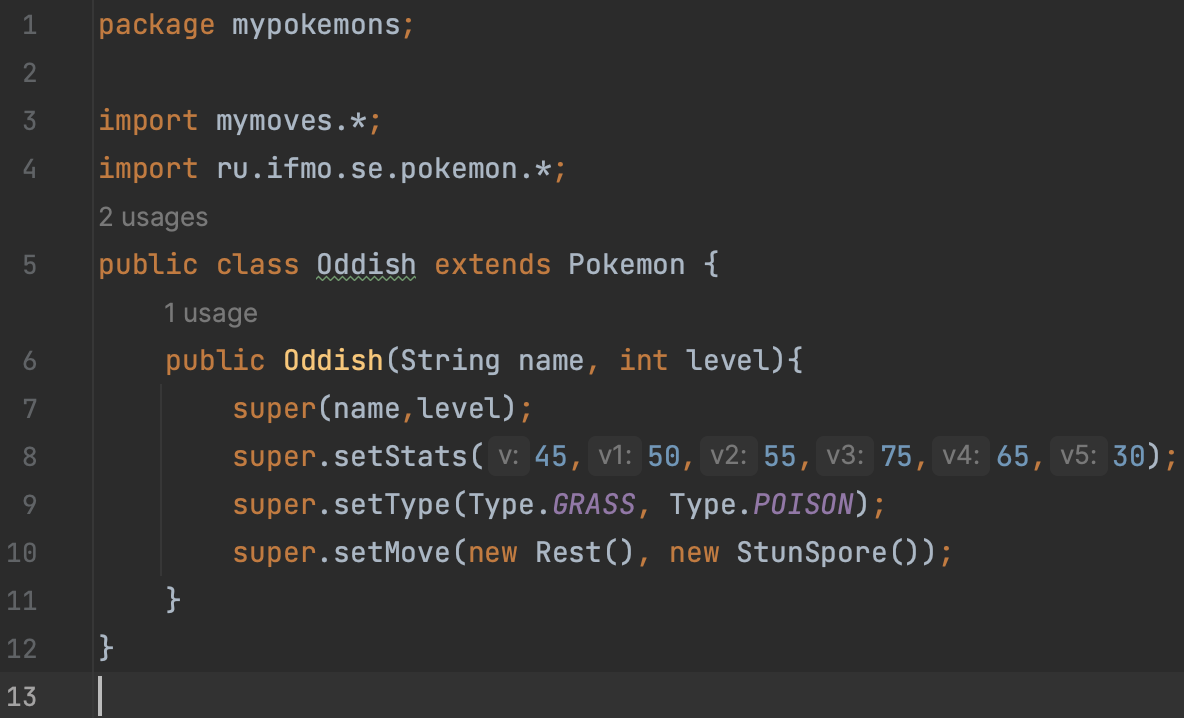 1 package mypokemons;
2
3 import mymoves.*;
4 import ru.ifmo.se.pokemon.*;
2 usages
5 public class Oddish extends Pokemon {
1 usage
6 public Oddish(String name, int level){
7 super(name,level);
8 super.setStats( v: 45, v1: 50, v2: 55, v3: 75, v4: 65, v5: 30);
9 super.setType(Type.GRASS, Type.POISON);
10 super.setMove(new Rest(), new StunSpore());
11 }
12 }
13